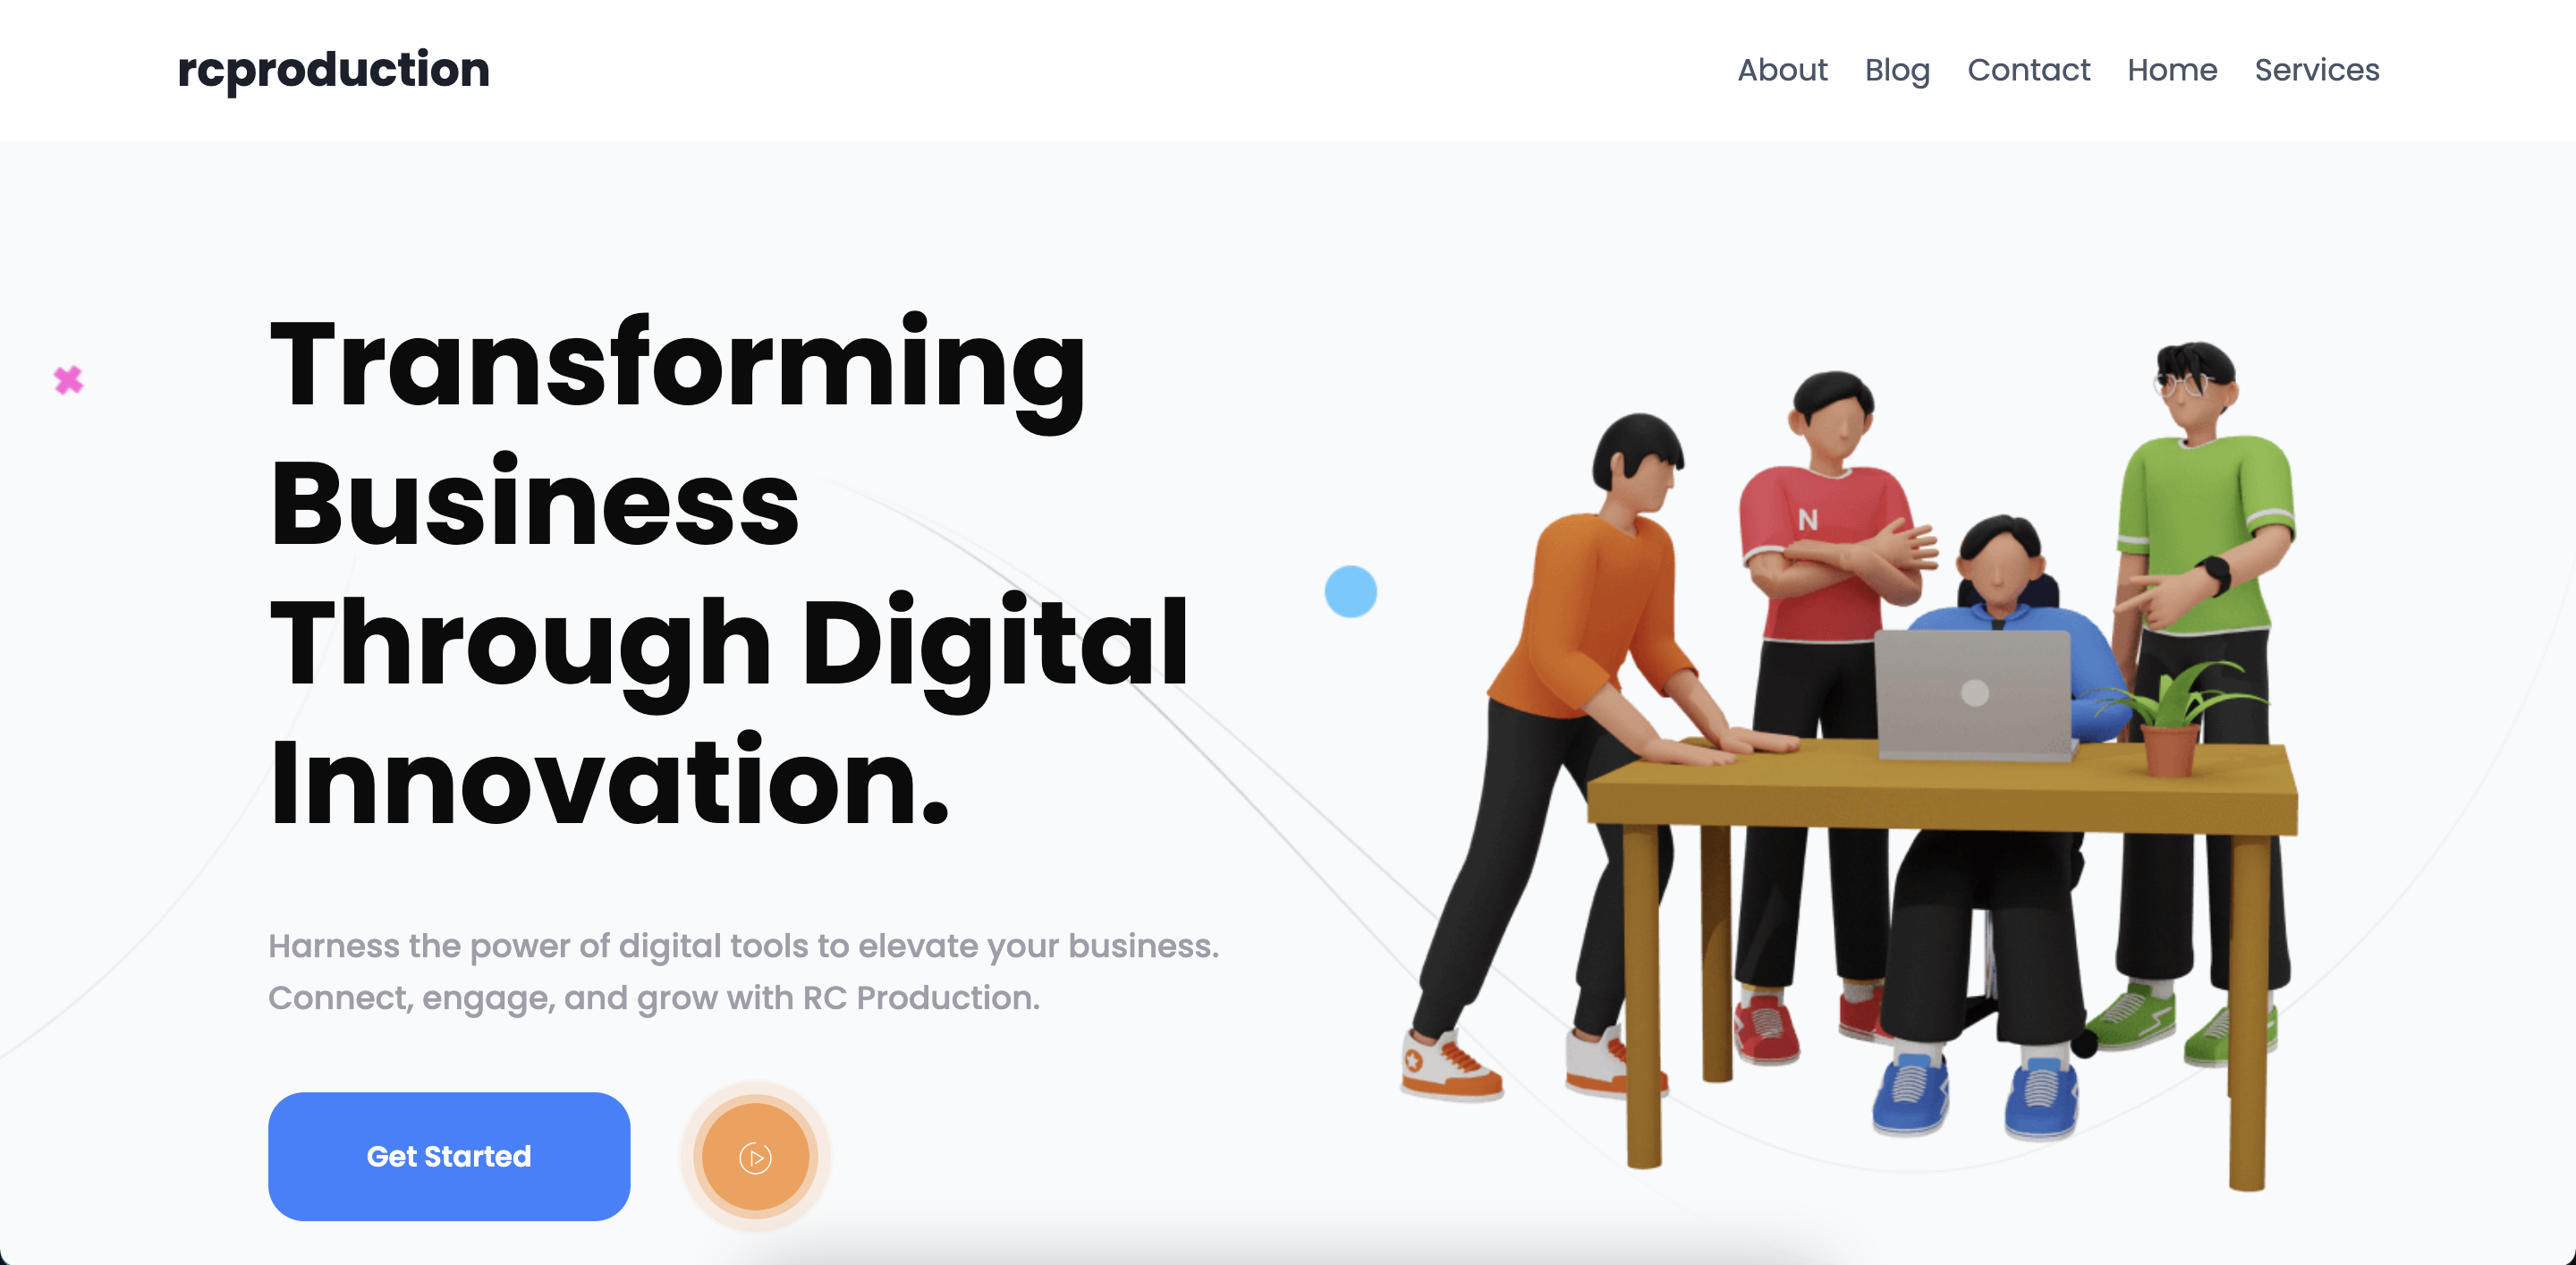 rcproduction
About Blog Contact Home Services
Transforming
Business
Through Digital
Innovation.
N
Harness the power of digital tools to elevate your business.
Connect, engage, and grow with RC Production.
Get Started